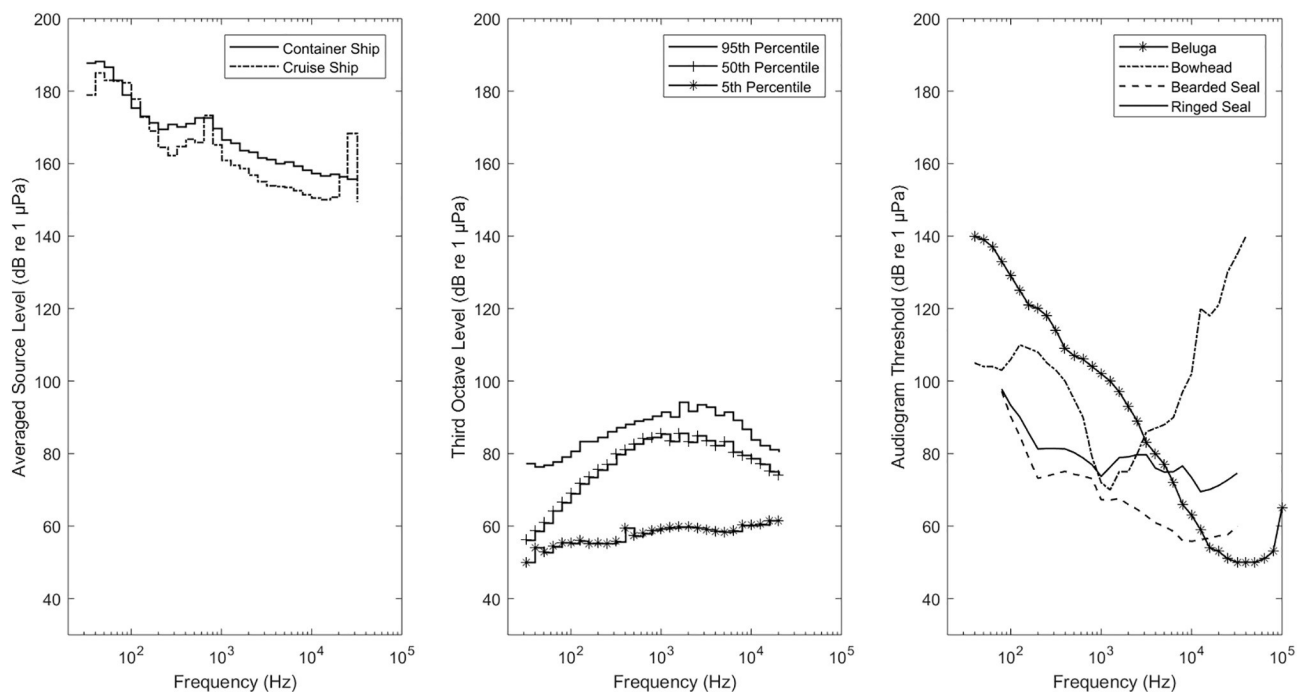 Averaged Source Level (dB re 1 µPa)
200
180
160
140
120
100
80
60
40
10² 10³ 10⁴ 10⁵
Frequency (Hz)
Container Ship
Cruise Ship
Third Octave Level (dB re 1 µPa)
200
180
160
140
120
100
80
60
40
10² 10³ 10⁴ 10⁵
Frequency (Hz)
95th Percentile
50th Percentile
5th Percentile
Audiogram Threshold (dB re 1 µPa)
200
180
160
140
120
100
80
60
40
10² 10³ 10⁴ 10⁵
Frequency (Hz)
Beluga
Bowhead
Bearded Seal
Ringed Seal